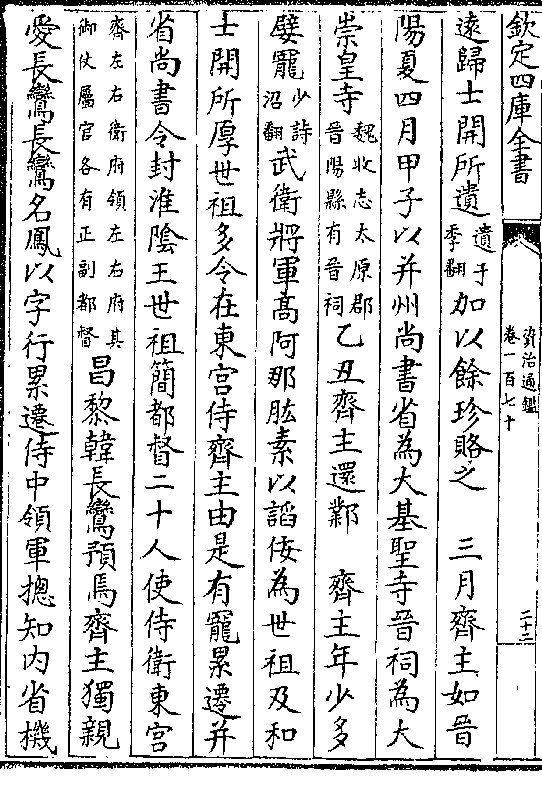 欽定四庫全書
資治通鑑
卷一百七十
二十三
遠歸士開所遺遺于季翻加以餘珍賂之　三月齊主如晉
陽夏四月甲子以并州尚書省為大基聖寺晉祠為大
崇皇寺魏收志太原郡晉陽縣有晉祠乙丑齊主還鄴　齊主年少多
嬖寵少詩沼翻武衛將軍高阿那肱素以諂佞為世祖及和
士開所厚世祖多令在東宮侍齊主由是有寵累遷并
省尚書令封淮陰王世祖簡都督二十人使侍衛東宮
齊左右衛府領左右府其御仗屬官各有正副都督昌黎韓長鸞預焉齊主獨親
愛長鸞長鸞名鳳以字行累遷侍中領軍摠知內省機